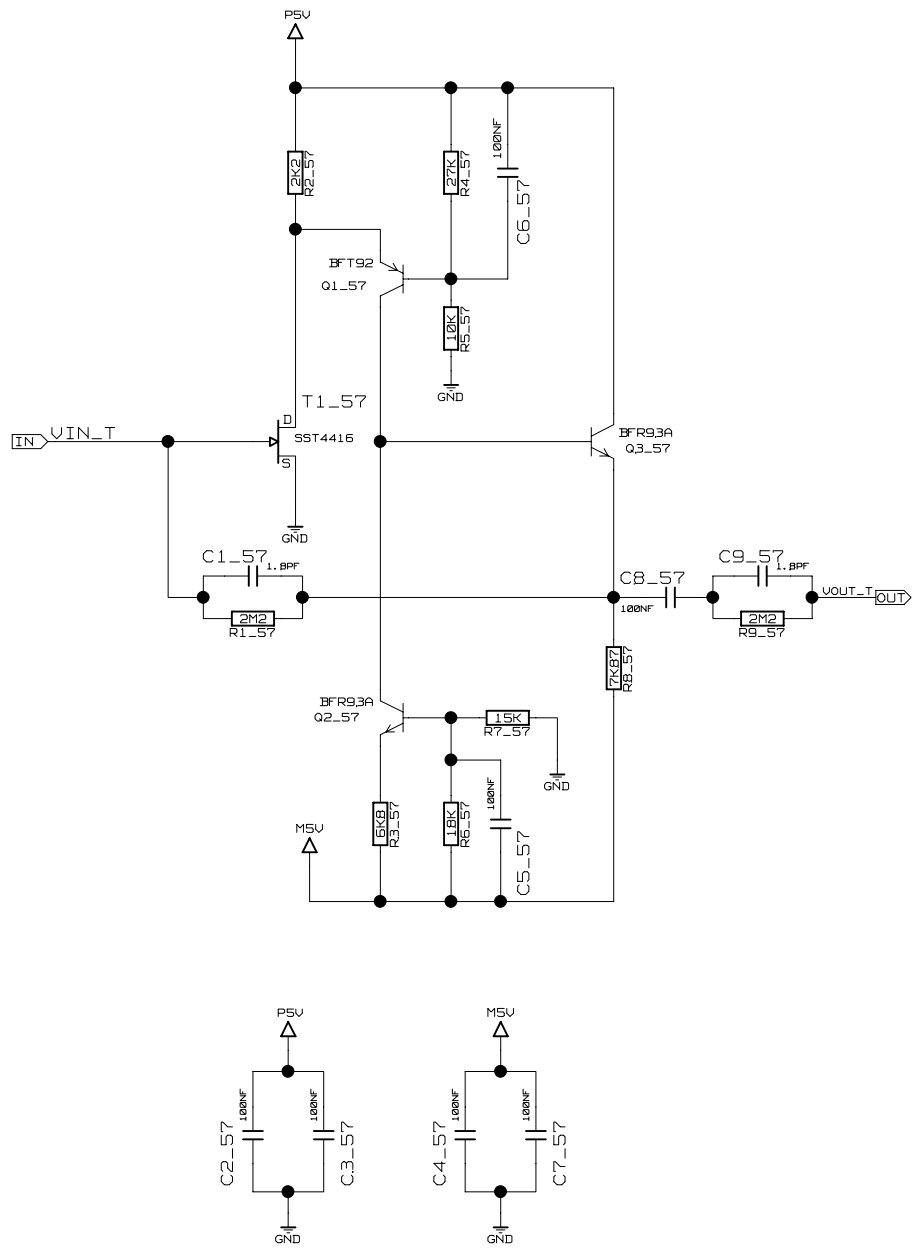 P5V
100NF
2K2
R2_57
27K
R4_57
C6_57
BFT92
Q1_57
10K
R5_57
GND
T1_57
D
IN
VIN_T
SST4416
S
BFR93A
Q3_57
GND
C1_57
1.8PF
2M2
R1_57
C8_57
100NF
C9_57
1.8PF
2M2
R9_57
VOUT_T
OUT
7K87
R8_57
BFR93A
Q2_57
15K
R7_57
GND
100NF
6K8
R3_57
18K
R6_57
C5_57
M5V
P5V
M5V
100NF
100NF
100NF
100NF
C2_57
C3_57
C4_57
C7_57
GND
GND